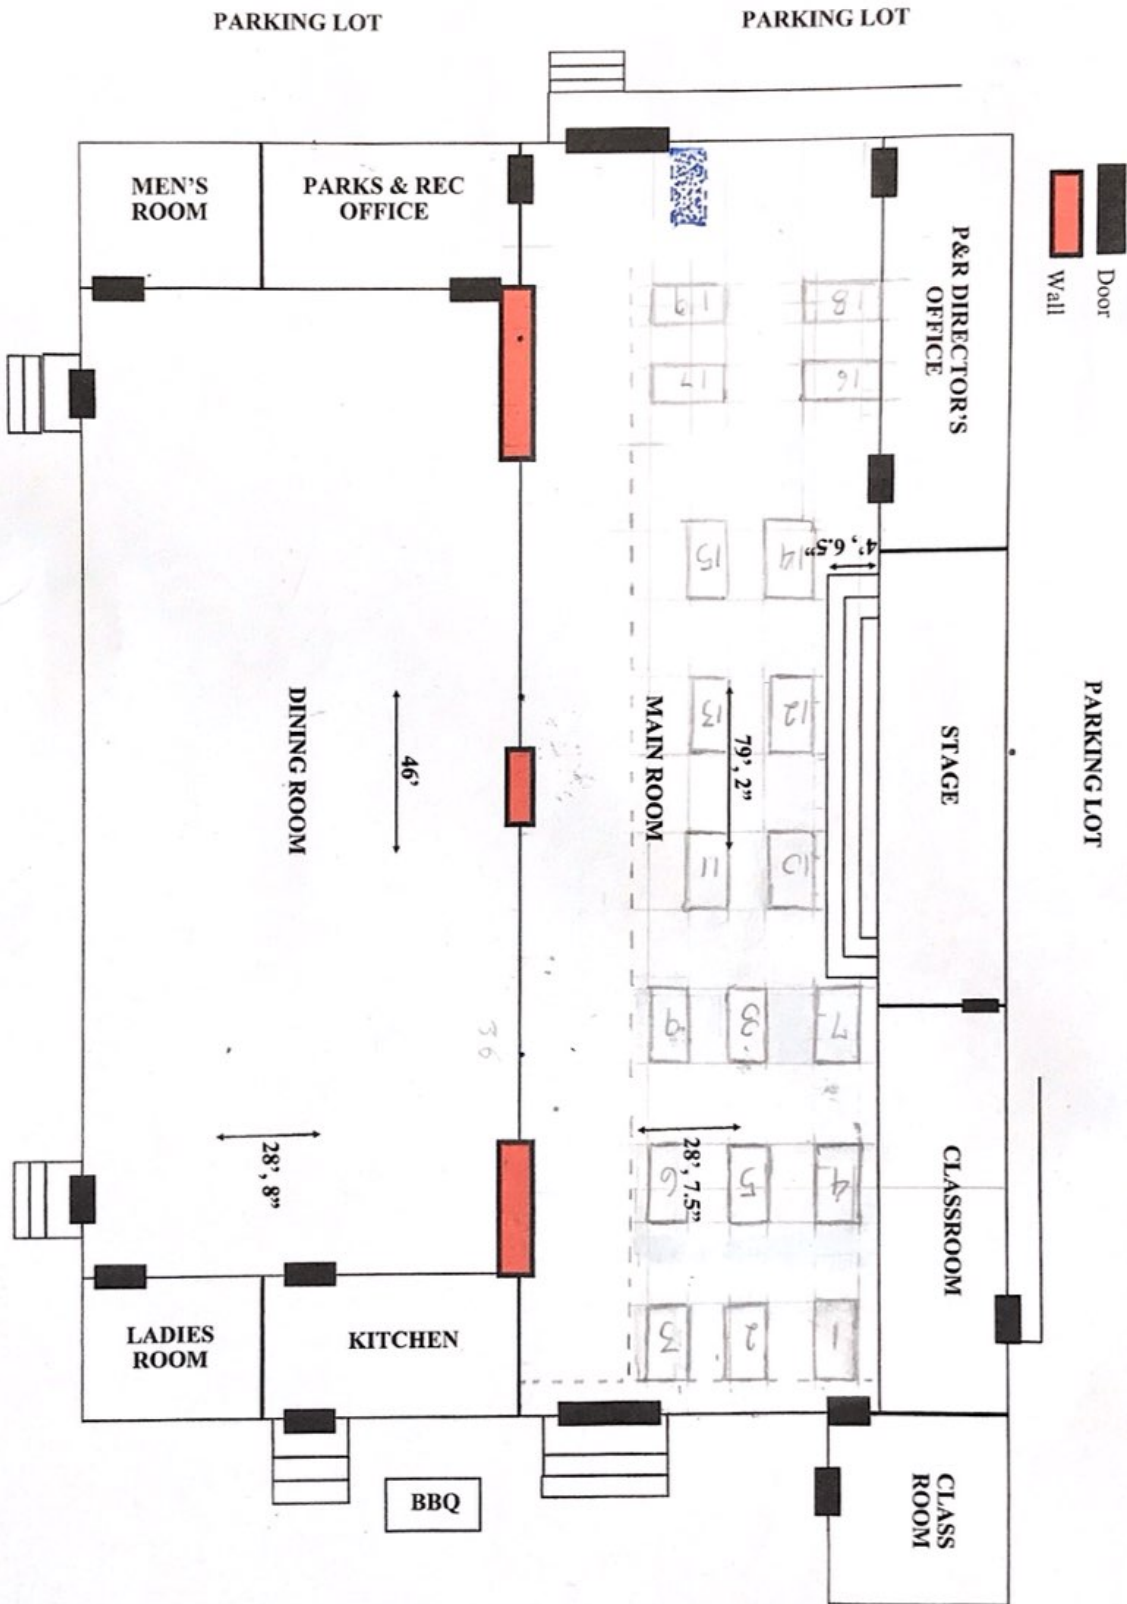 PARKING LOT
PARKING LOT
Door
Wall
MEN'S
ROOM
PARKS & REC
OFFICE
P&R DIRECTOR'S
OFFICE
19
18
17
16
4', 6.5"
15
14
PARKING LOT
STAGE
MAIN ROOM
79', 2"
13
12
DINING ROOM
46'
11
10
36
9
8
7
28', 8"
28', 7.5"
6
5
4
CLASSROOM
LADIES
ROOM
KITCHEN
3
2
1
BBQ
CLASS
ROOM